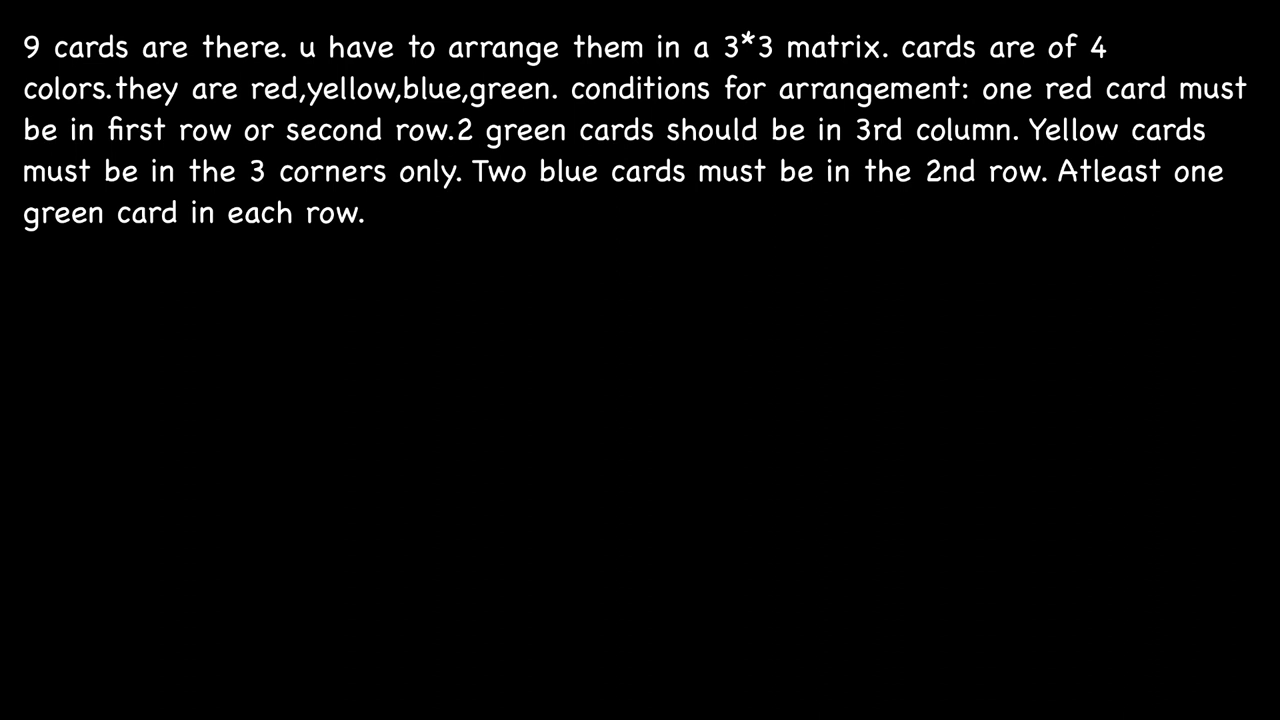 9 cards are there. u have to arrange them in a 3*3 matrix. cards are of 4
colors.they are red,yellow,blue,green. conditions for arrangement: one red card must
be in first row or second row.2 green cards should be in 3rd column. Yellow cards
must be in the 3 corners only. Two blue cards must be in the 2nd row. Atleast one
green card in each row.